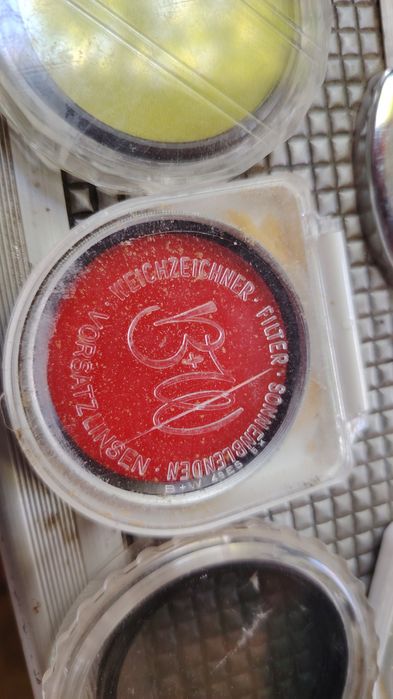 WEICHZEICHNER · FILTER · SONNENBLENDEN · VORSATZLINSEN ·
B+W